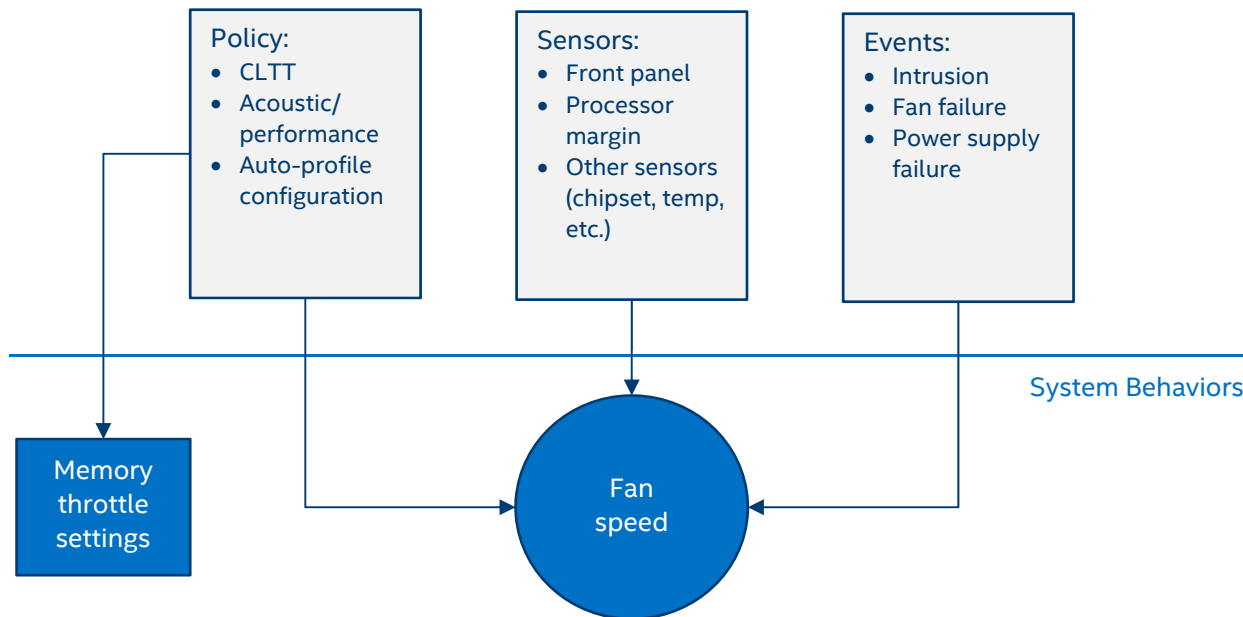 Policy:
• CLTT
• Acoustic/
performance
• Auto-profile
configuration
Sensors:
• Front panel
• Processor
margin
• Other sensors
(chipset, temp,
etc.)
Events:
• Intrusion
• Fan failure
• Power supply
failure
System Behaviors
Memory
throttle
settings
Fan
speed